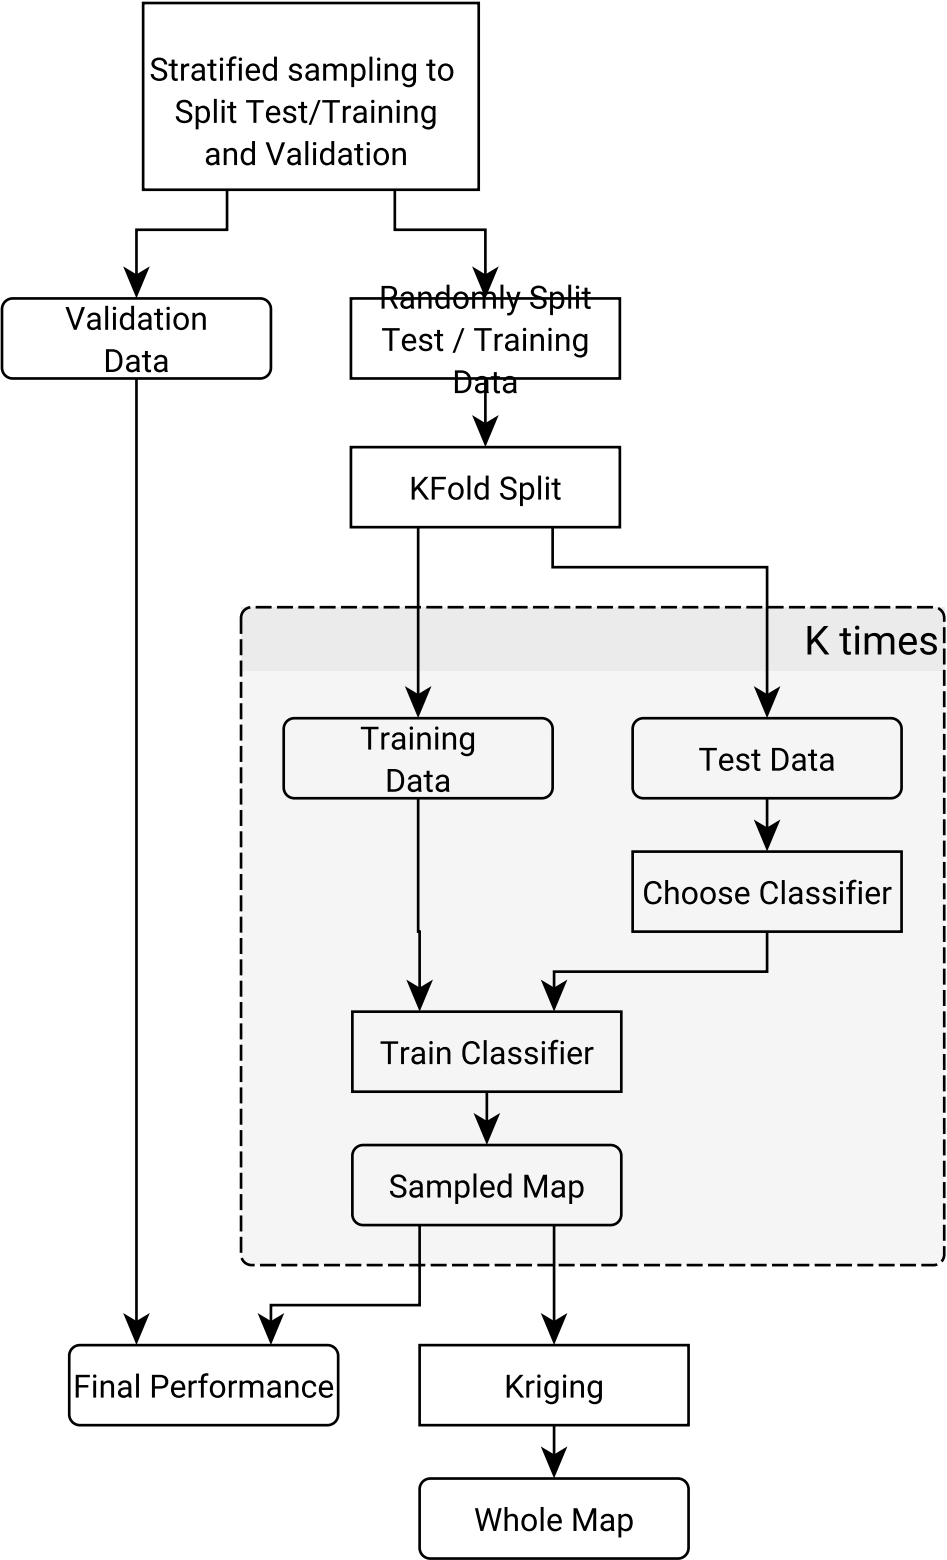 Stratified sampling to
Split Test/Training
and Validation
Validation
Data
Randomly Split
Test / Training
Data
KFold Split
K times
Training
Data
Test Data
Choose Classifier
Train Classifier
Sampled Map
Final Performance
Kriging
Whole Map